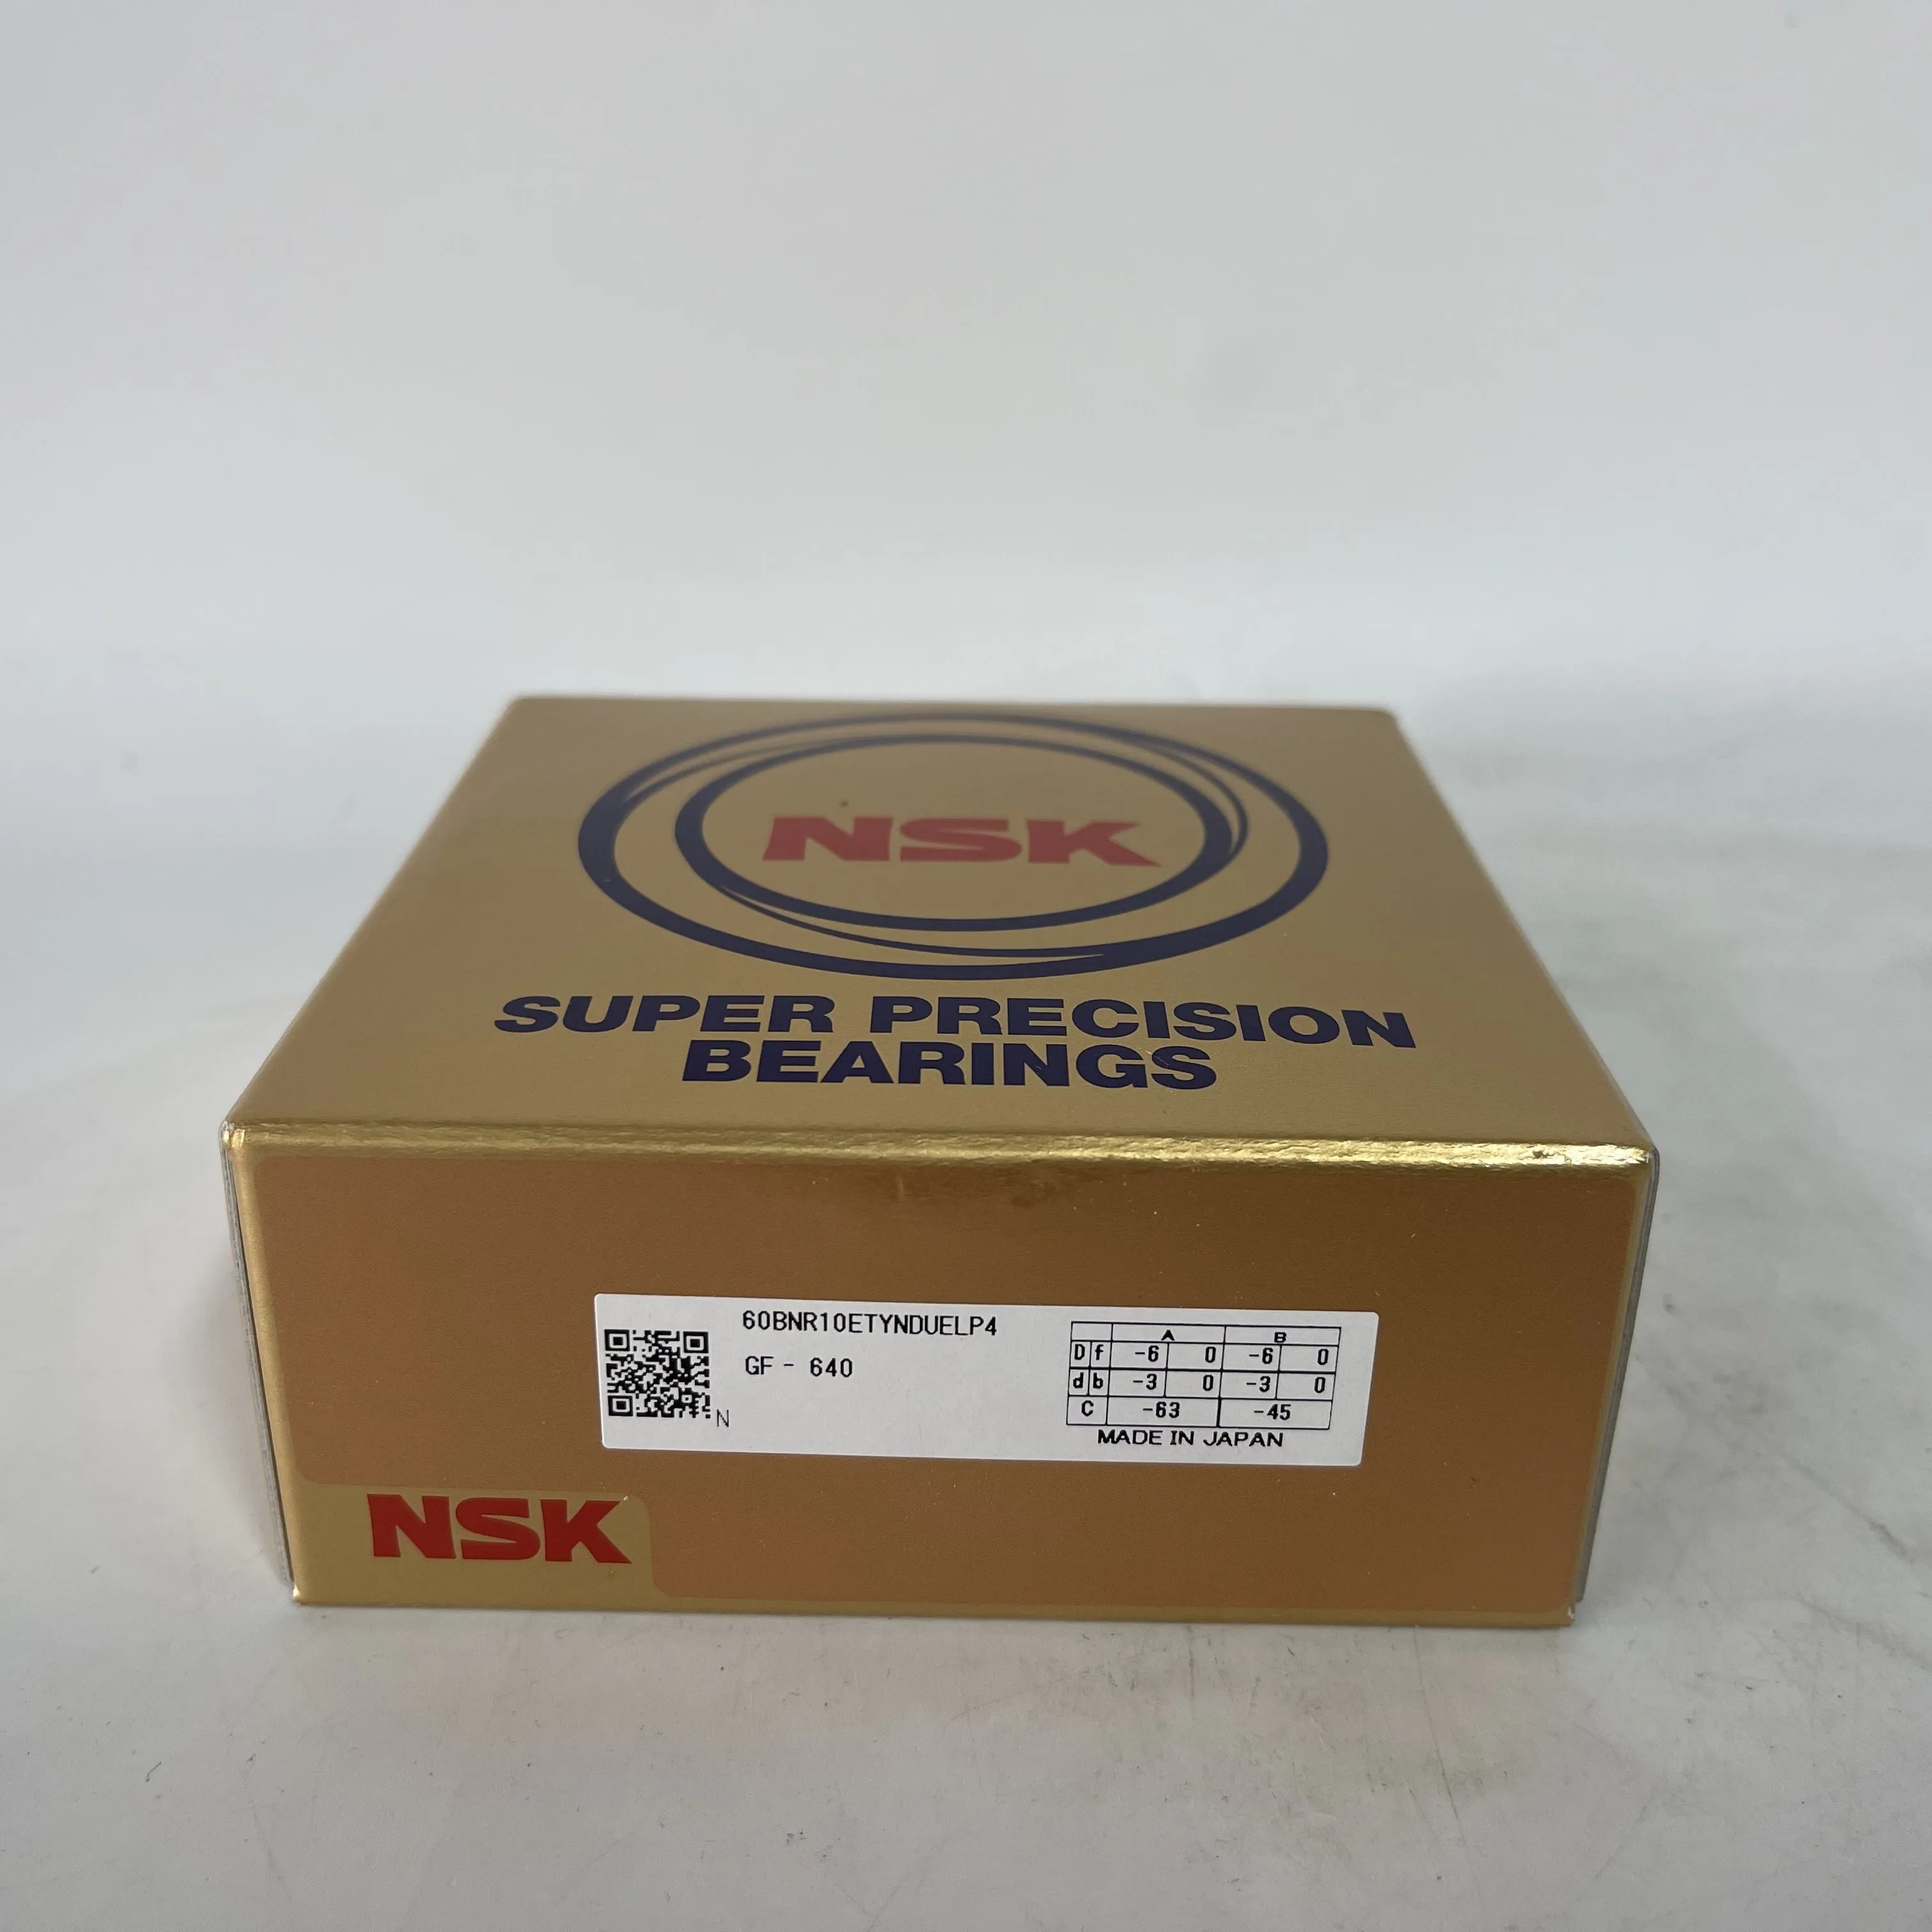 NSK
SUPER PRECISION
BEARINGS
60BNR10ETYNDUELP4
GF - 640
N
A B
D f -6 0 -6 0
d b -3 0 -3 0
C -63 -45
MADE IN JAPAN
NSK